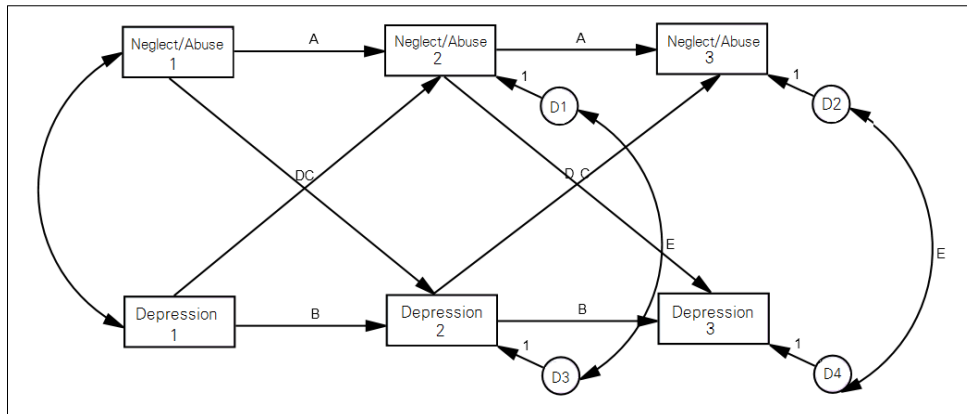 A
A
Neglect/Abuse
1
Neglect/Abuse
2
Neglect/Abuse
3
1
D1
1
D2
DC
D C
E
E
Depression
1
B
Depression
2
B
Depression
3
1
D3
1
D4